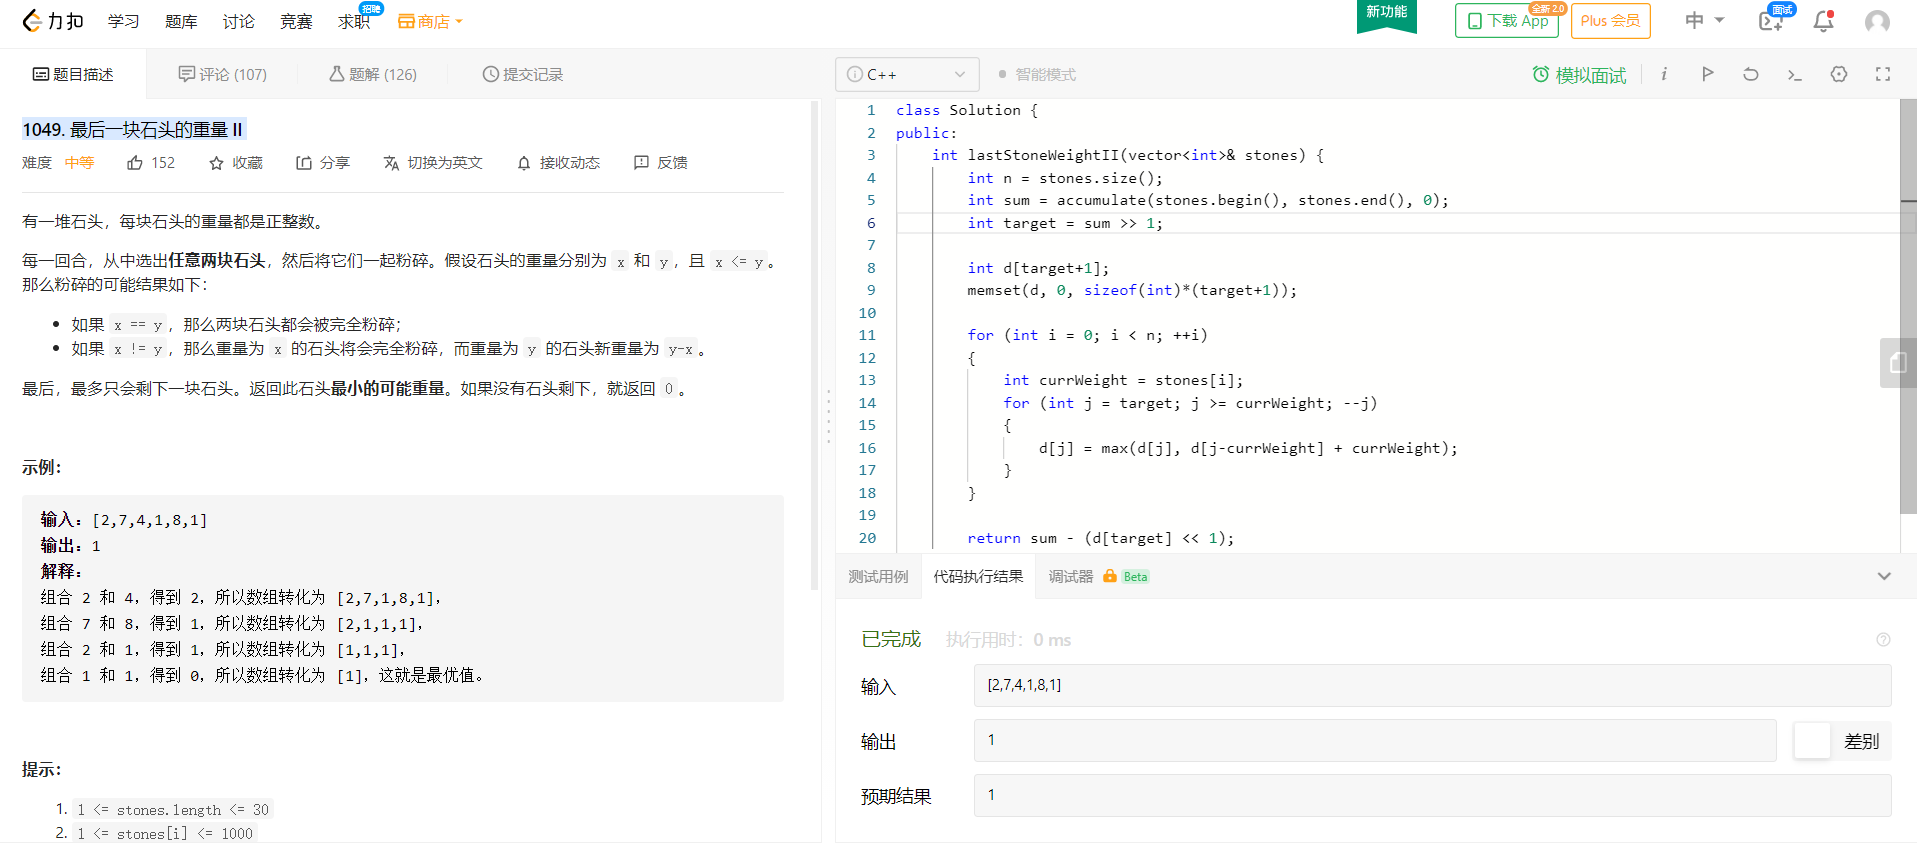 力扣 学习 题库 讨论 竞赛 求职 招聘 商店 新功能 下载 App 全新 2.0 Plus 会员 中 面试
题目描述 评论 (107) 题解 (126) 提交记录
1049. 最后一块石头的重量 II
难度 中等 152 收藏 分享 切换为英文 接收动态 反馈
有一堆石头，每块石头的重量都是正整数。
每一回合，从中选出任意两块石头，然后将它们一起粉碎。假设石头的重量分别为 x 和 y，且 x <= y。
那么粉碎的可能结果如下：
如果 x == y，那么两块石头都会被完全粉碎；
如果 x != y，那么重量为 x 的石头将会完全粉碎，而重量为 y 的石头新重量为 y-x。
最后，最多只会剩下一块石头。返回此石头最小的可能重量。如果没有石头剩下，就返回 0。
示例：
输入：[2,7,4,1,8,1]
输出：1
解释：
组合 2 和 4，得到 2，所以数组转化为 [2,7,1,8,1]，
组合 7 和 8，得到 1，所以数组转化为 [2,1,1,1]，
组合 2 和 1，得到 1，所以数组转化为 [1,1,1]，
组合 1 和 1，得到 0，所以数组转化为 [1]，这就是最优值。
提示：
1. 1 <= stones.length <= 30
2. 1 <= stones[i] <= 1000
C++ 智能模式 模拟面试
1 class Solution {
2 public:
3 int lastStoneWeightII(vector<int>& stones) {
4 int n = stones.size();
5 int sum = accumulate(stones.begin(), stones.end(), 0);
6 int target = sum >> 1;
7
8 int d[target+1];
9 memset(d, 0, sizeof(int)*(target+1));
10
11 for (int i = 0; i < n; ++i)
12 {
13 int currWeight = stones[i];
14 for (int j = target; j >= currWeight; --j)
15 {
16 d[j] = max(d[j], d[j-currWeight] + currWeight);
17 }
18 }
19
20 return sum - (d[target] << 1);
测试用例 代码执行结果 调试器 Beta
已完成 执行用时：0 ms
输入 [2,7,4,1,8,1]
输出 1 差别
预期结果 1